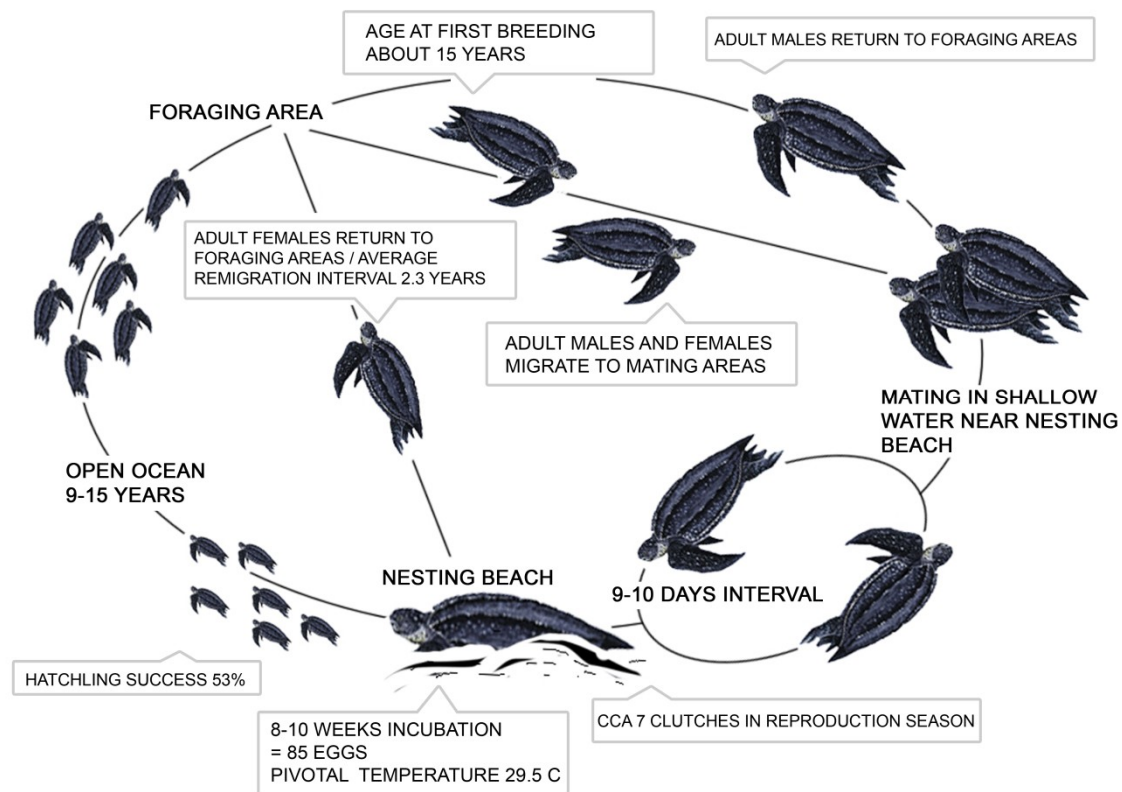 AGE AT FIRST BREEDING
ABOUT 15 YEARS
ADULT MALES RETURN TO FORAGING AREAS
FORAGING AREA
ADULT FEMALES RETURN TO
FORAGING AREAS / AVERAGE
REMIGRATION INTERVAL 2.3 YEARS
ADULT MALES AND FEMALES
MIGRATE TO MATING AREAS
MATING IN SHALLOW
WATER NEAR NESTING
BEACH
OPEN OCEAN
9-15 YEARS
NESTING BEACH
9-10 DAYS INTERVAL
HATCHLING SUCCESS 53%
CCA 7 CLUTCHES IN REPRODUCTION SEASON
8-10 WEEKS INCUBATION
= 85 EGGS
PIVOTAL TEMPERATURE 29.5 C